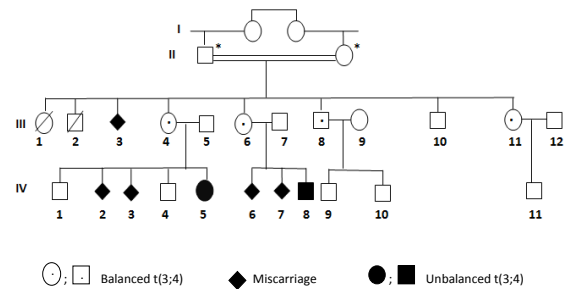 I
II * *
III
1 2 3 4 5 6 7 8 9 10 11 12
IV
1 2 3 4 5 6 7 8 9 10 11
; Balanced t(3;4) Miscarriage ; Unbalanced t(3;4)